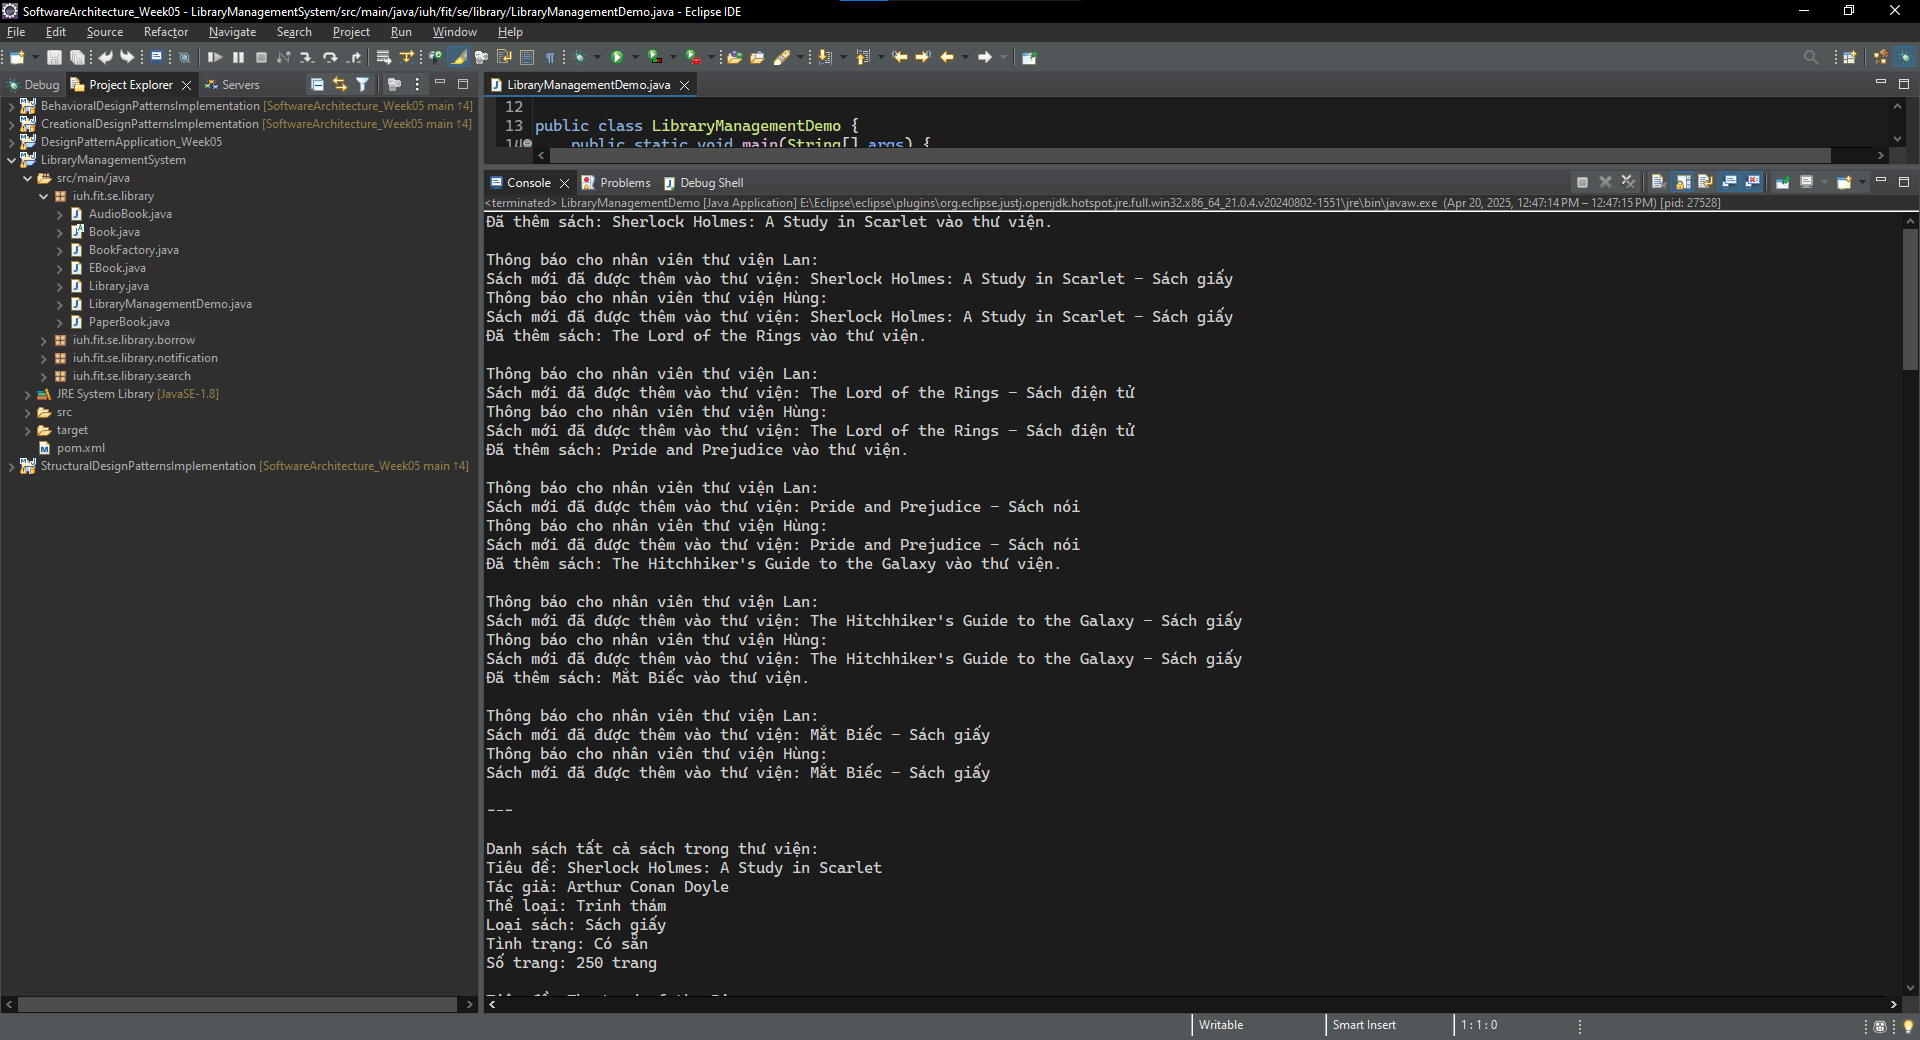 SoftwareArchitecture_Week05 - LibraryManagementSystem/src/main/java/iuh/fit/se/library/LibraryManagementDemo.java - Eclipse IDE
File Edit Source Refactor Navigate Search Project Run Window Help
Debug Project Explorer Servers
BehavioralDesignPatternsImplementation [SoftwareArchitecture_Week05 main ↑4]
CreationalDesignPatternsImplementation [SoftwareArchitecture_Week05 main ↑4]
DesignPatternApplication_Week05
LibraryManagementSystem
src/main/java
iuh.fit.se.library
AudioBook.java
Book.java
BookFactory.java
EBook.java
Library.java
LibraryManagementDemo.java
PaperBook.java
iuh.fit.se.library.borrow
iuh.fit.se.library.notification
iuh.fit.se.library.search
JRE System Library [JavaSE-1.8]
src
target
pom.xml
StructuralDesignPatternsImplementation [SoftwareArchitecture_Week05 main ↑4]
LibraryManagementDemo.java
12
13 public class LibraryManagementDemo {
14 public static void main(String[] args) {
Console Problems Debug Shell
<terminated> LibraryManagementDemo [Java Application] E:\Eclipse\eclipse\plugins\org.eclipse.justj.openjdk.hotspot.jre.full.win32.x86_64_21.0.4.v20240802-1551\jre\bin\javaw.exe (Apr 20, 2025, 12:47:14 PM – 12:47:15 PM) [pid: 27528]
Đã thêm sách: Sherlock Holmes: A Study in Scarlet vào thư viện.
Thông báo cho nhân viên thư viện Lan:
Sách mới đã được thêm vào thư viện: Sherlock Holmes: A Study in Scarlet - Sách giấy
Thông báo cho nhân viên thư viện Hùng:
Sách mới đã được thêm vào thư viện: Sherlock Holmes: A Study in Scarlet - Sách giấy
Đã thêm sách: The Lord of the Rings vào thư viện.
Thông báo cho nhân viên thư viện Lan:
Sách mới đã được thêm vào thư viện: The Lord of the Rings - Sách điện tử
Thông báo cho nhân viên thư viện Hùng:
Sách mới đã được thêm vào thư viện: The Lord of the Rings - Sách điện tử
Đã thêm sách: Pride and Prejudice vào thư viện.
Thông báo cho nhân viên thư viện Lan:
Sách mới đã được thêm vào thư viện: Pride and Prejudice - Sách nói
Thông báo cho nhân viên thư viện Hùng:
Sách mới đã được thêm vào thư viện: Pride and Prejudice - Sách nói
Đã thêm sách: The Hitchhiker's Guide to the Galaxy vào thư viện.
Thông báo cho nhân viên thư viện Lan:
Sách mới đã được thêm vào thư viện: The Hitchhiker's Guide to the Galaxy - Sách giấy
Thông báo cho nhân viên thư viện Hùng:
Sách mới đã được thêm vào thư viện: The Hitchhiker's Guide to the Galaxy - Sách giấy
Đã thêm sách: Mắt Biếc vào thư viện.
Thông báo cho nhân viên thư viện Lan:
Sách mới đã được thêm vào thư viện: Mắt Biếc - Sách giấy
Thông báo cho nhân viên thư viện Hùng:
Sách mới đã được thêm vào thư viện: Mắt Biếc - Sách giấy
---
Danh sách tất cả sách trong thư viện:
Tiêu đề: Sherlock Holmes: A Study in Scarlet
Tác giả: Arthur Conan Doyle
Thể loại: Trinh thám
Loại sách: Sách giấy
Tình trạng: Có sẵn
Số trang: 250 trang
Writable Smart Insert 1 : 1 : 0